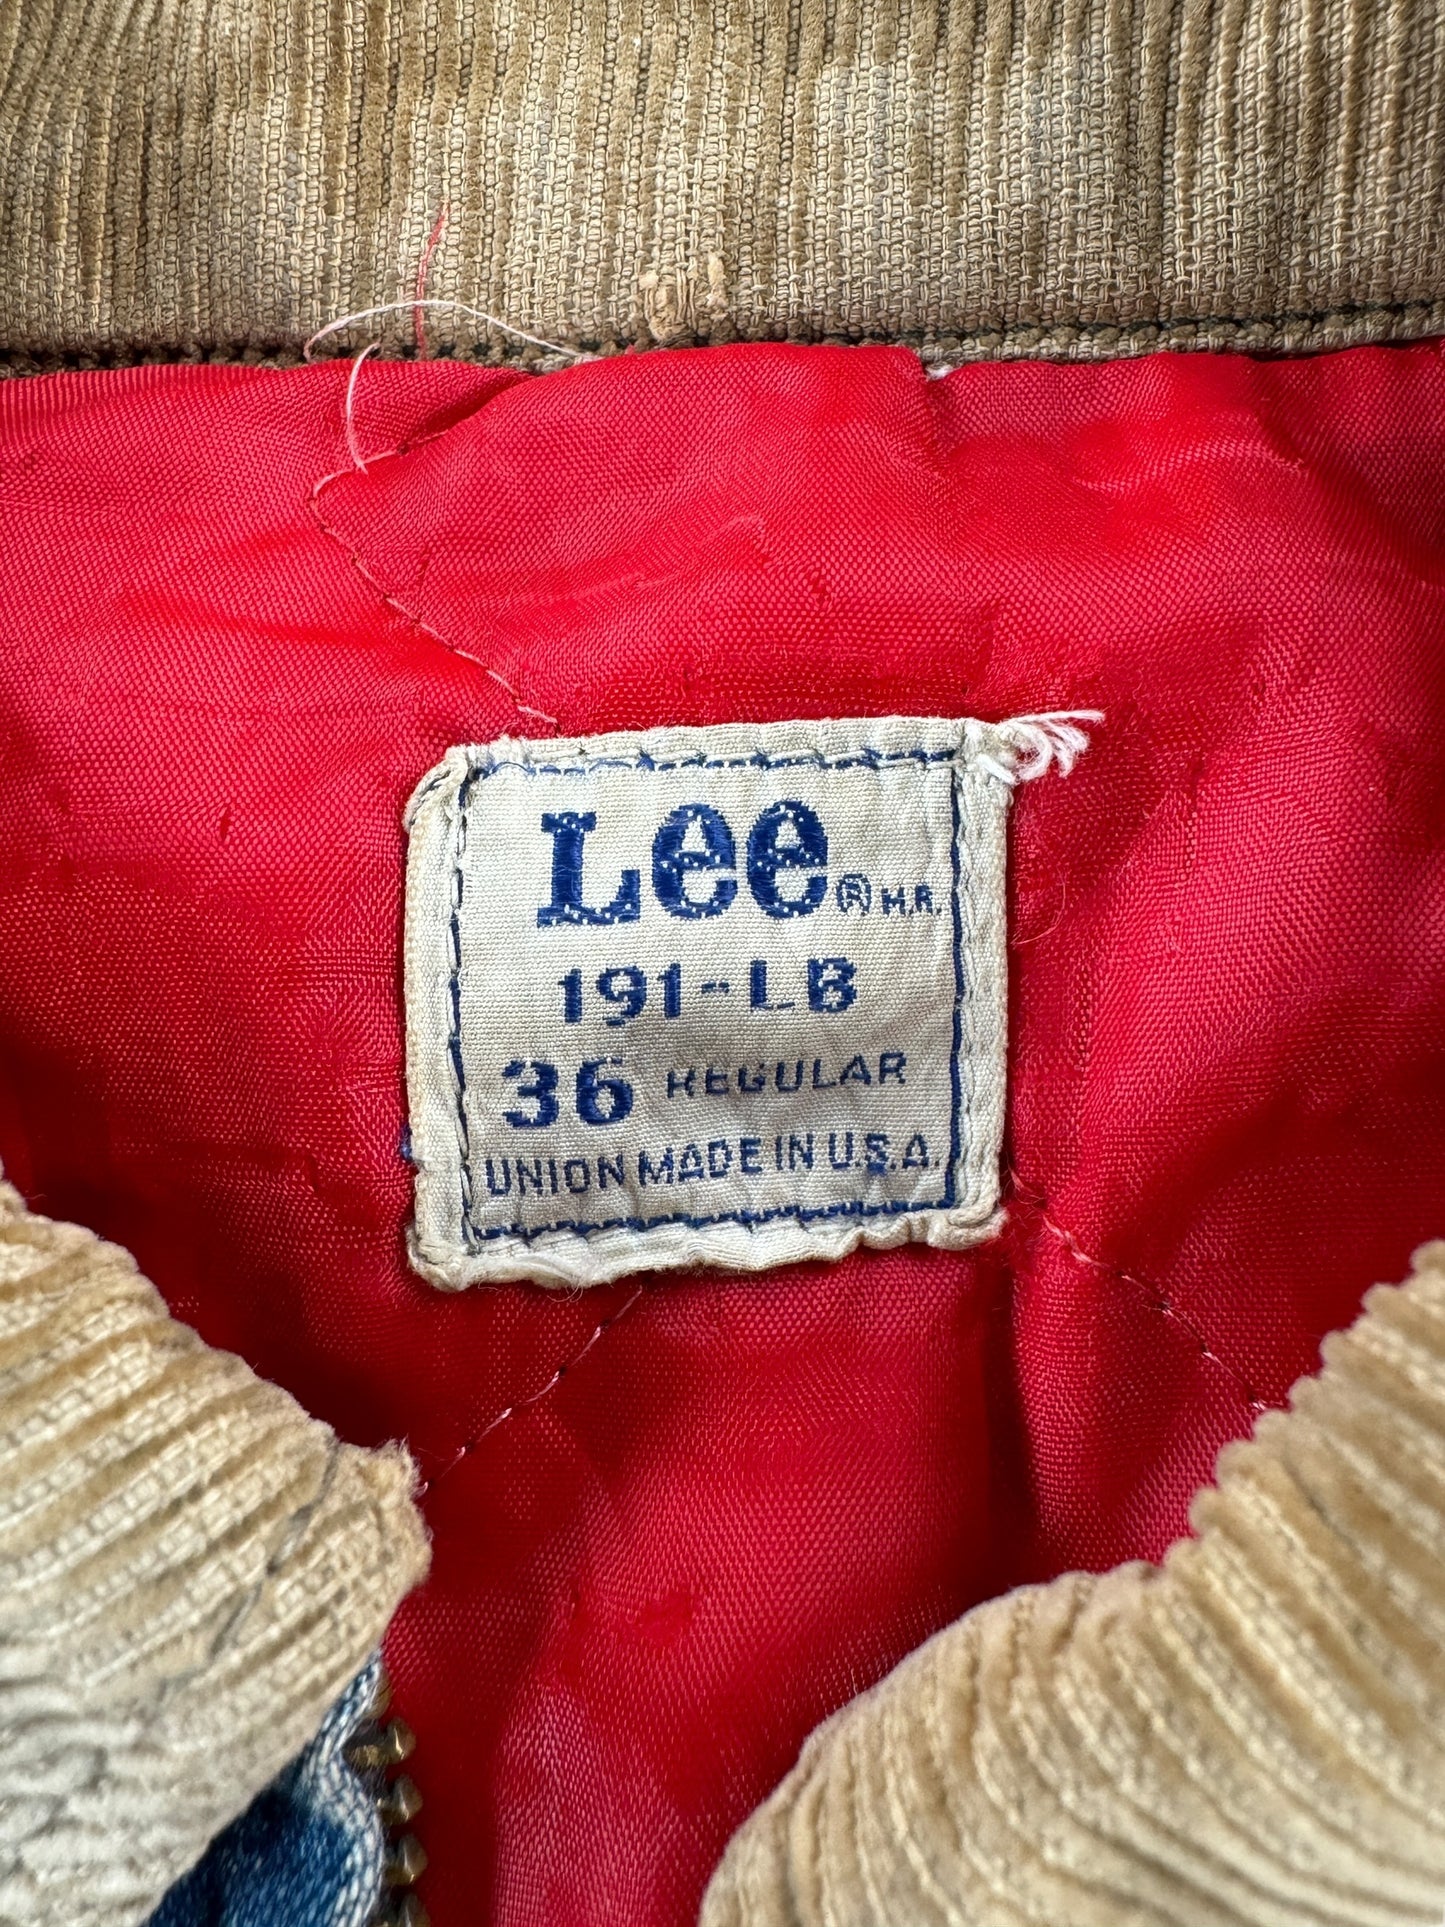 Lee ® M.R.
191-LB
36 REGULAR
UNION MADE IN U.S.A.